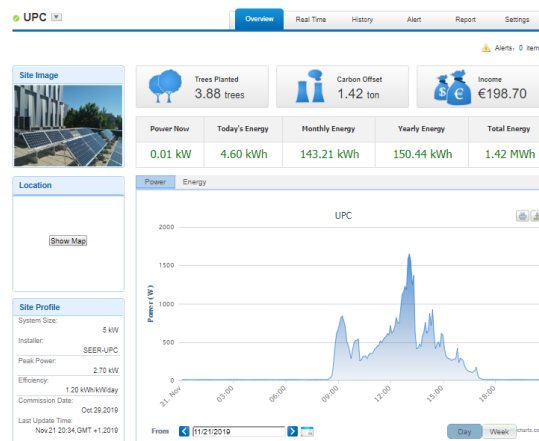 UPC
Overview Real Time History Alert Report Settings
Alerts: 0 item
Site Image
Trees Planted
3.88 trees
Carbon Offset
1.42 ton
Income
€198.70
Power Now Today's Energy Monthly Energy Yearly Energy Total Energy
0.01 kW 4.60 kWh 143.21 kWh 150.44 kWh 1.42 MWh
Location
Show Map
Power Energy
UPC
2000
1500
1000
500
0
Power (W)
21. Nov 03:00 06:00 09:00 12:00 15:00 18:00
Site Profile
System Size:
5 kW
Installer:
SEER-UPC
Peak Power:
2.70 kW
Efficiency:
1.20 kWh/kW/day
Commission Date:
Oct.29.2019
Last Update Time:
Nov.21 20:34,GMT +1,2019
From 11/21/2019
Day Week